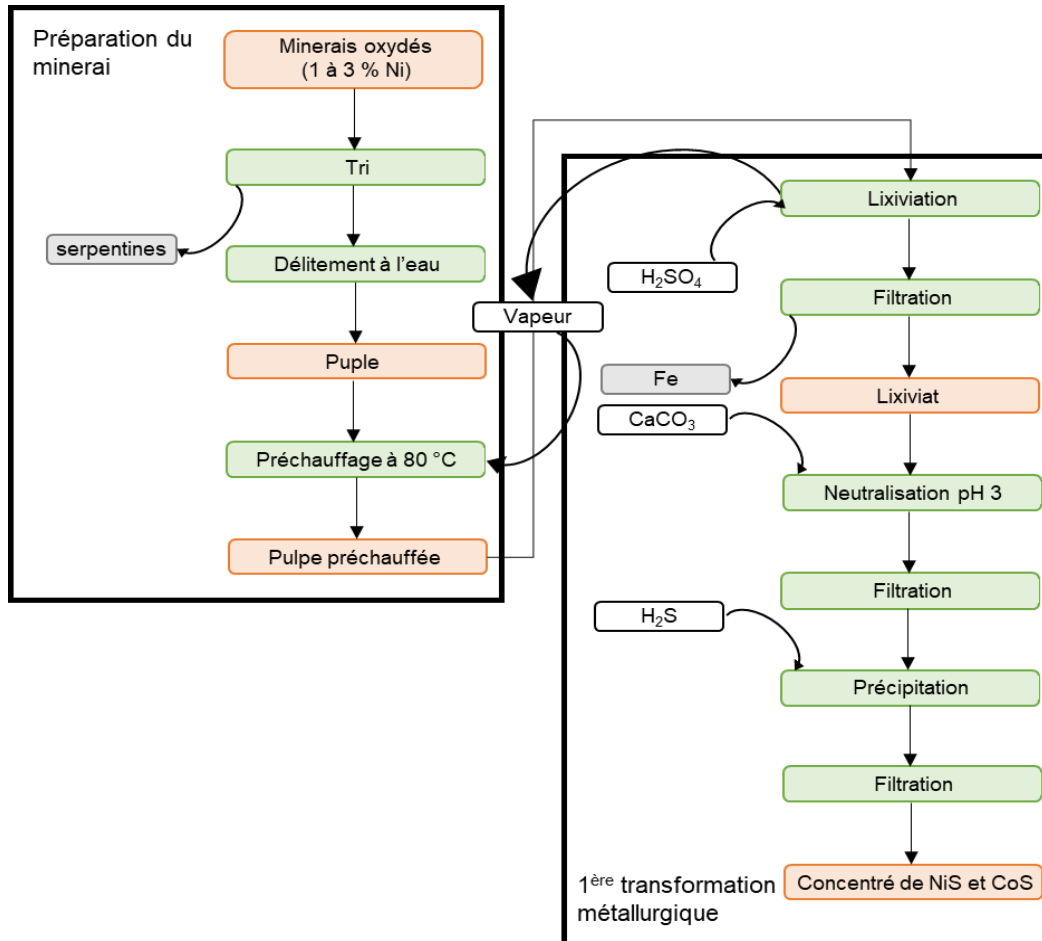 Préparation du
minerai
Minerais oxydés
(1 à 3 % Ni)
Tri
serpentines
Délitement à l'eau
Puple
Préchauffage à 80 °C
Pulpe préchauffée
Vapeur
Lixiviation
H₂SO₄
Filtration
Fe
Lixiviat
CaCO₃
Neutralisation pH 3
Filtration
H₂S
Précipitation
Filtration
Concentré de NiS et CoS
1ère transformation
métallurgique